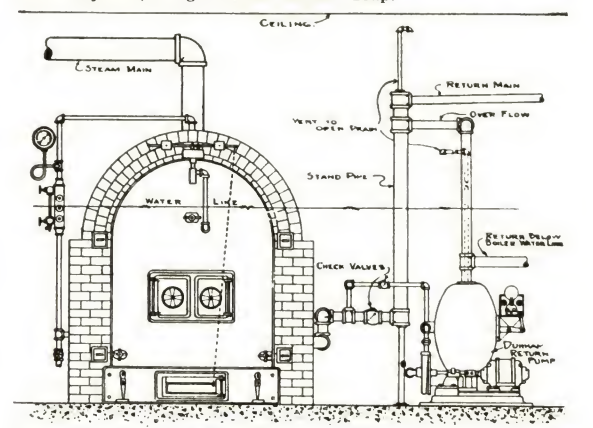 CEILING.
STEAM MAIN
RETURN MAIN
OVER FLOW
VENT TO
OPEN DRAIN
STAND PIPE
WATER LINE
RETURN BELOW
BOILER WATER LINE
CHECK VALVES
DUNHAM
RETURN
PUMP